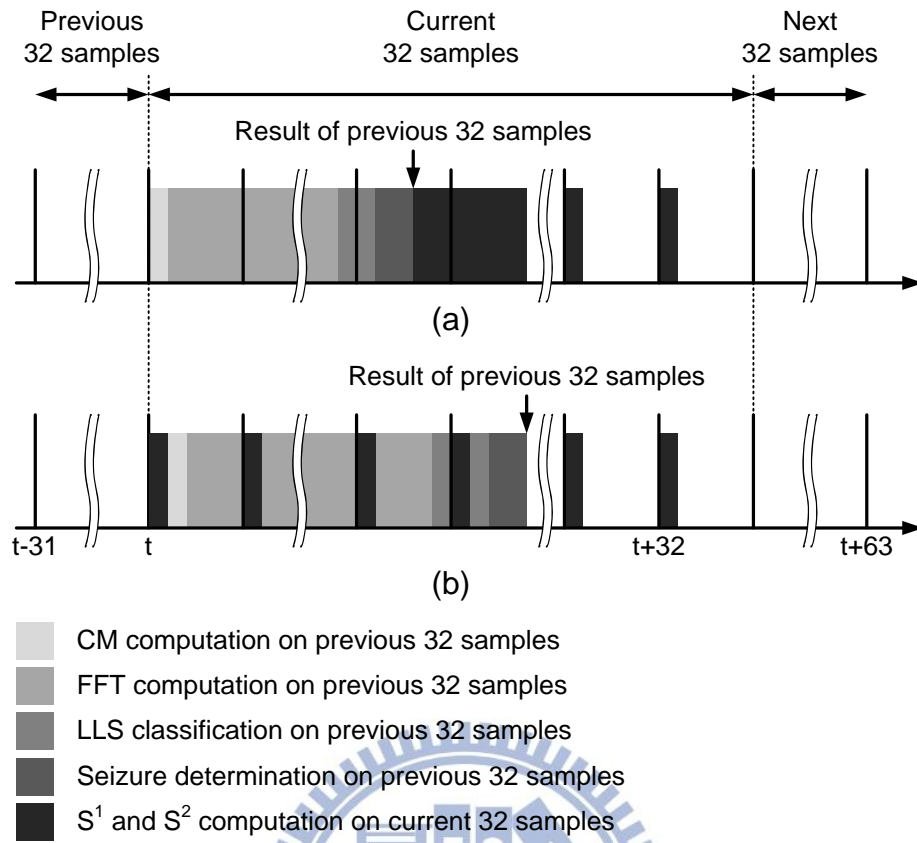 Previous
32 samples
Current
32 samples
Next
32 samples
Result of previous 32 samples
(a)
Result of previous 32 samples
t-31
t
t+32
t+63
(b)
CM computation on previous 32 samples
FFT computation on previous 32 samples
LLS classification on previous 32 samples
Seizure determination on previous 32 samples
S¹ and S² computation on current 32 samples